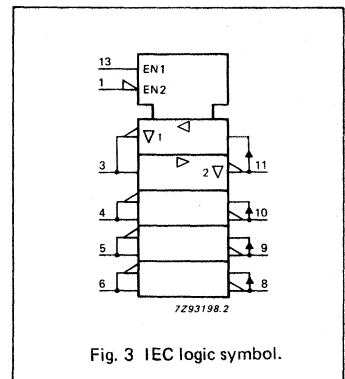 13 EN1
1 EN2
1
3 2 11
4 10
5 9
6 8
7Z93198.2
Fig. 3 IEC logic symbol.